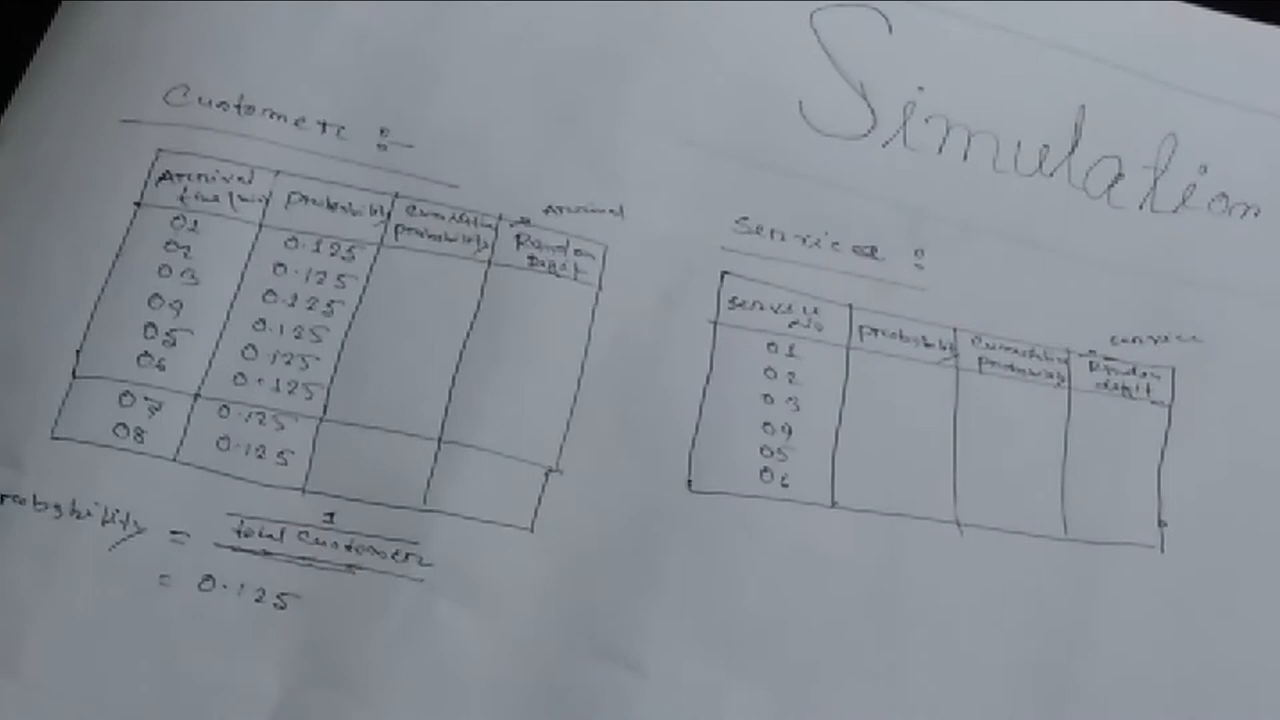 Simulation
Customer :-
Arrival time (min) probability Cumulative probability Arrival Random Digit
01 0.125
02 0.125
03 0.125
04 0.125
05 0.125
06 0.125
07 0.125
08 0.125
probability = 1 / total customer
= 0.125
Service :
Service No probability Cumulative probability service Random digit
01
02
03
04
05
06